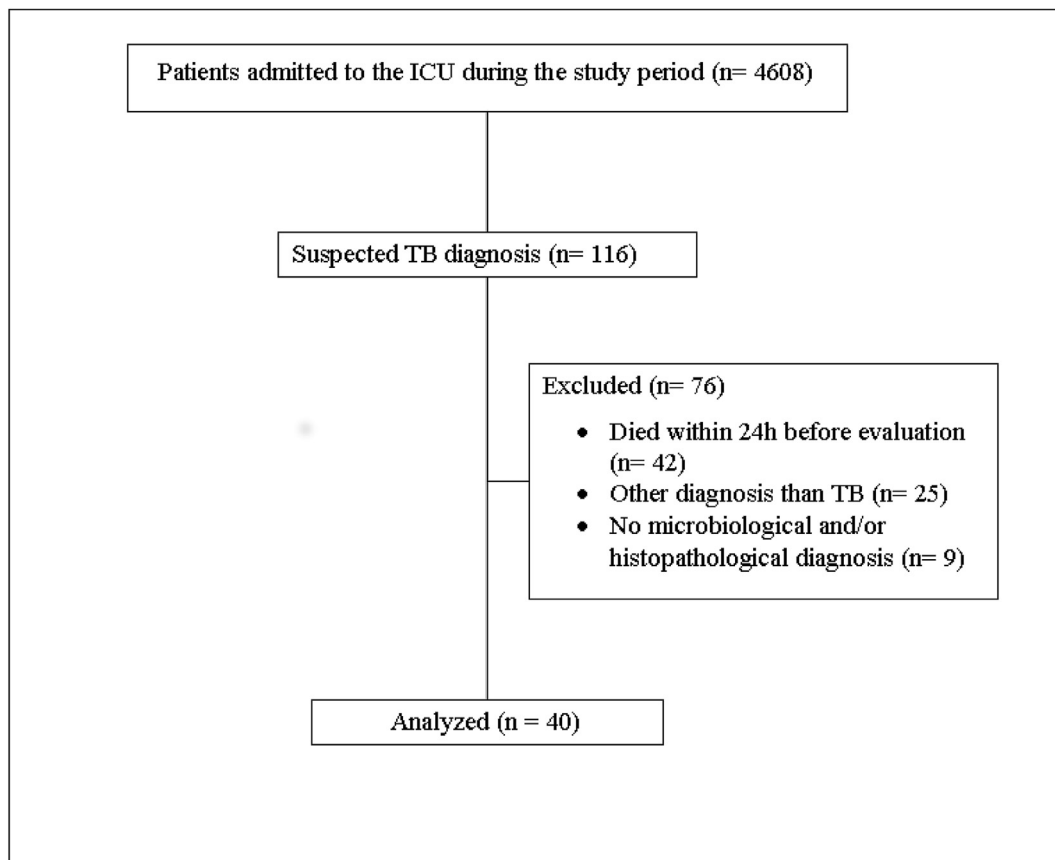 Patients admitted to the ICU during the study period (n= 4608)
Suspected TB diagnosis (n= 116)
Excluded (n= 76)
• Died within 24h before evaluation
(n= 42)
• Other diagnosis than TB (n= 25)
• No microbiological and/or
histopathological diagnosis (n= 9)
Analyzed (n = 40)